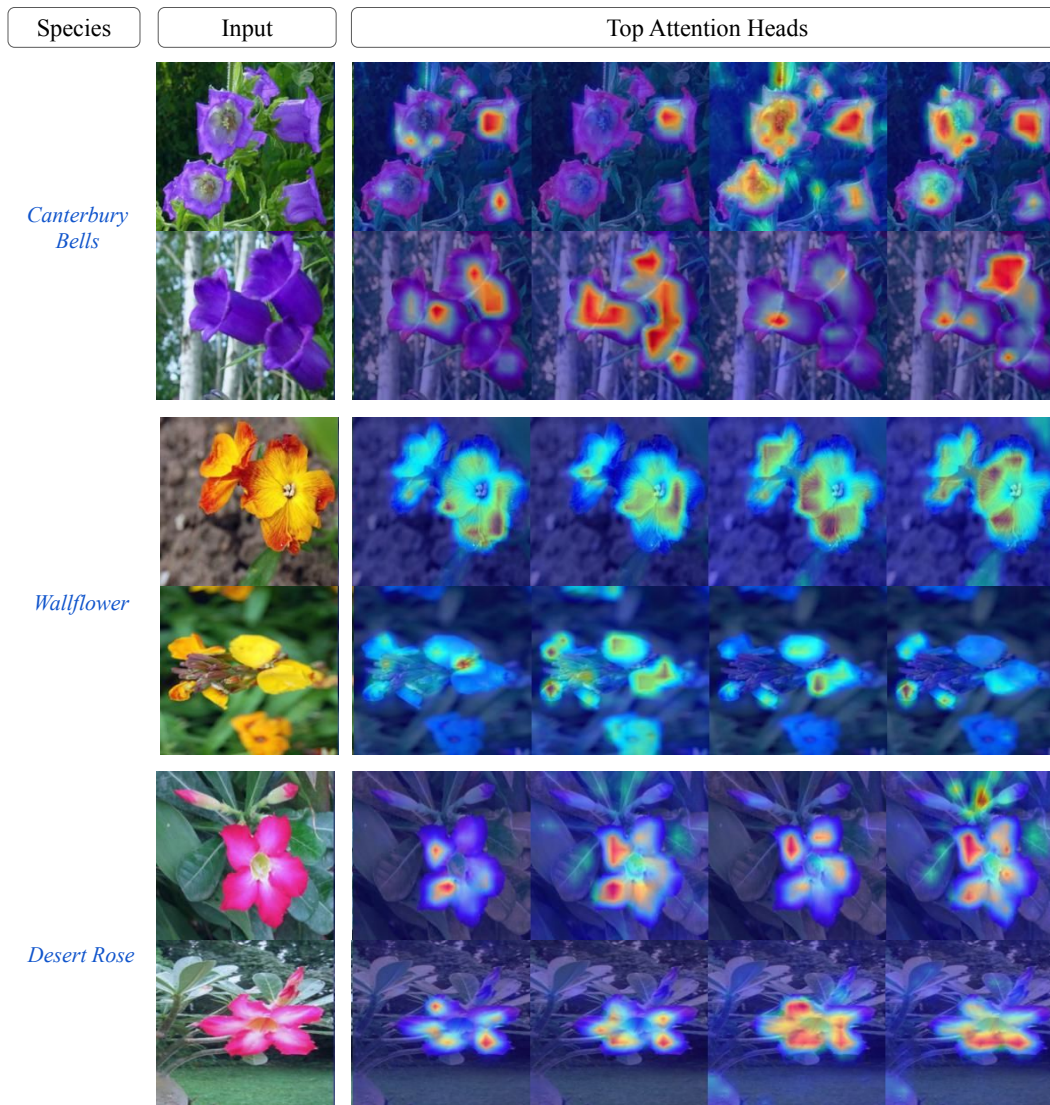 Species
Input
Top Attention Heads
Canterbury
Bells
Wallflower
Desert Rose